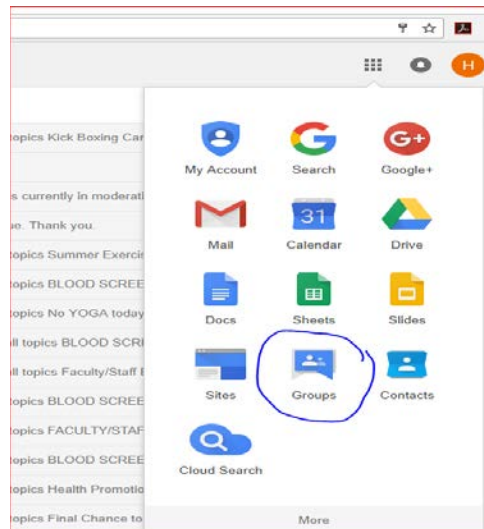 H
topics Kick Boxing Car
s currently in moderati
ue. Thank you.
topics Summer Exercis
topics BLOOD SCREE
topics No YOGA today
ll topics BLOOD SCRE
ll topics Faculty/Staff E
topics BLOOD SCREE
topics FACULTY/STAF
topics BLOOD SCREE
topics Health Promotio
topics Final Chance to
My Account Search Google+
31
Mail Calendar Drive
Docs Sheets Slides
Sites Groups Contacts
Cloud Search
More